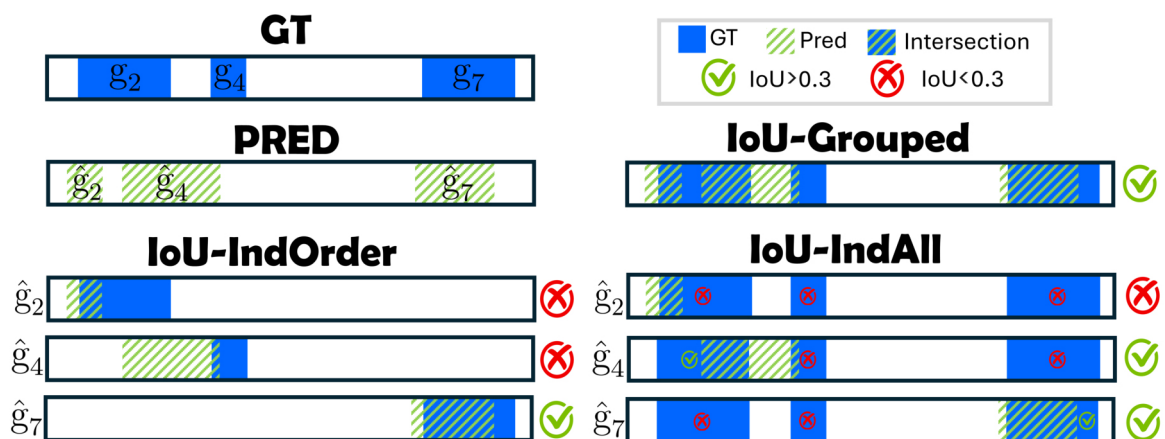 GT
g₂ g₄ g₇
GT Pred Intersection
IoU>0.3 IoU<0.3
PRED
ĝ₂ ĝ₄ ĝ₇
IoU-Grouped
IoU-IndOrder
ĝ₂
ĝ₄
ĝ₇
IoU-IndAll
ĝ₂
ĝ₄
ĝ₇